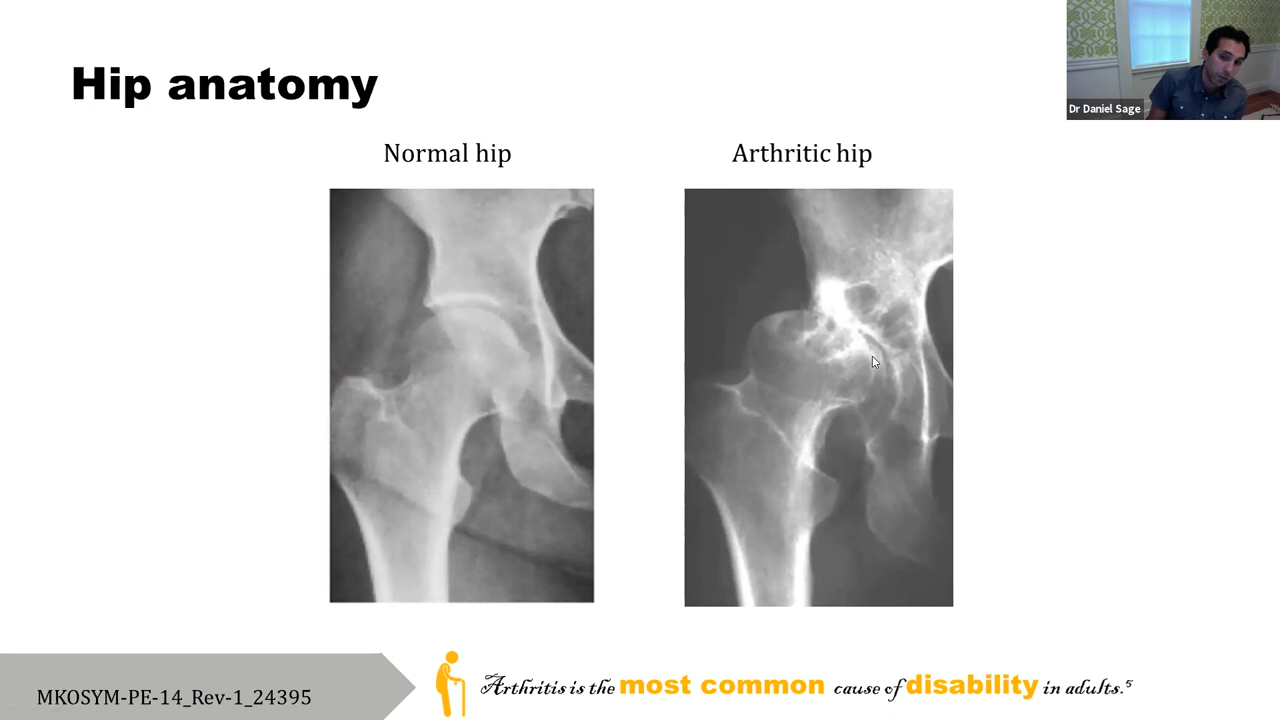 Dr Daniel Sage
Hip anatomy
Normal hip
Arthritic hip
MKOSYM-PE-14_Rev-1_24395
Arthritis is the most common cause of disability in adults.⁵